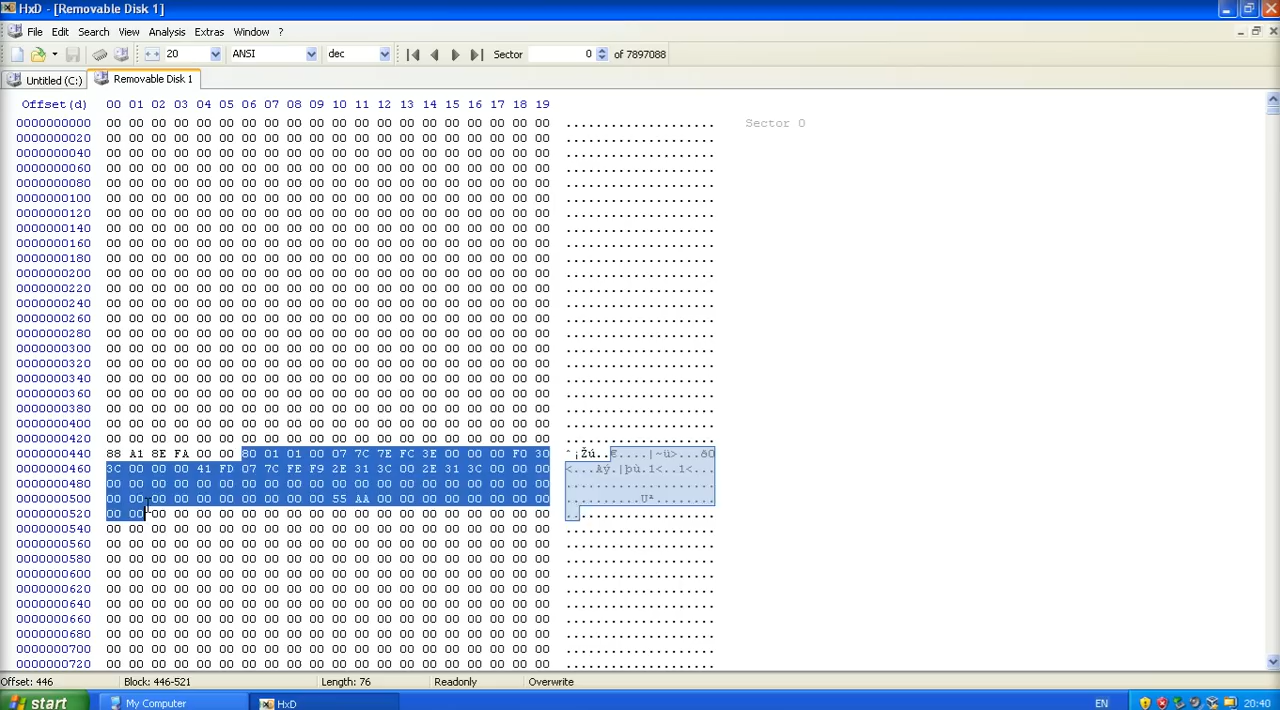 HxD - [Removable Disk 1]
File Edit Search View Analysis Extras Window ?
20 ANSI dec Sector 0 of 7897088
Untitled (C:) Removable Disk 1
Offset(d) 00 01 02 03 04 05 06 07 08 09 10 11 12 13 14 15 16 17 18 19
0000000000 00 00 00 00 00 00 00 00 00 00 00 00 00 00 00 00 00 00 00 00 .................... Sector 0
0000000020 00 00 00 00 00 00 00 00 00 00 00 00 00 00 00 00 00 00 00 00 ....................
0000000040 00 00 00 00 00 00 00 00 00 00 00 00 00 00 00 00 00 00 00 00 ....................
0000000060 00 00 00 00 00 00 00 00 00 00 00 00 00 00 00 00 00 00 00 00 ....................
0000000080 00 00 00 00 00 00 00 00 00 00 00 00 00 00 00 00 00 00 00 00 ....................
0000000100 00 00 00 00 00 00 00 00 00 00 00 00 00 00 00 00 00 00 00 00 ....................
0000000120 00 00 00 00 00 00 00 00 00 00 00 00 00 00 00 00 00 00 00 00 ....................
0000000140 00 00 00 00 00 00 00 00 00 00 00 00 00 00 00 00 00 00 00 00 ....................
0000000160 00 00 00 00 00 00 00 00 00 00 00 00 00 00 00 00 00 00 00 00 ....................
0000000180 00 00 00 00 00 00 00 00 00 00 00 00 00 00 00 00 00 00 00 00 ....................
0000000200 00 00 00 00 00 00 00 00 00 00 00 00 00 00 00 00 00 00 00 00 ....................
0000000220 00 00 00 00 00 00 00 00 00 00 00 00 00 00 00 00 00 00 00 00 ....................
0000000240 00 00 00 00 00 00 00 00 00 00 00 00 00 00 00 00 00 00 00 00 ....................
0000000260 00 00 00 00 00 00 00 00 00 00 00 00 00 00 00 00 00 00 00 00 ....................
0000000280 00 00 00 00 00 00 00 00 00 00 00 00 00 00 00 00 00 00 00 00 ....................
0000000300 00 00 00 00 00 00 00 00 00 00 00 00 00 00 00 00 00 00 00 00 ....................
0000000320 00 00 00 00 00 00 00 00 00 00 00 00 00 00 00 00 00 00 00 00 ....................
0000000340 00 00 00 00 00 00 00 00 00 00 00 00 00 00 00 00 00 00 00 00 ....................
0000000360 00 00 00 00 00 00 00 00 00 00 00 00 00 00 00 00 00 00 00 00 ....................
0000000380 00 00 00 00 00 00 00 00 00 00 00 00 00 00 00 00 00 00 00 00 ....................
0000000400 00 00 00 00 00 00 00 00 00 00 00 00 00 00 00 00 00 00 00 00 ....................
0000000420 00 00 00 00 00 00 00 00 00 00 00 00 00 00 00 00 00 00 00 00 ....................
0000000440 88 A1 8E FA 00 00 80 01 01 00 07 7C 7E FC 3E 00 00 00 F0 30 ˆ¡Žú..€....|~ü>...ð0
0000000460 3C 00 00 00 41 FD 07 7C FE F9 2E 31 3C 00 2E 31 3C 00 00 00 <...Aý.|þù.1<..1<...
0000000480 00 00 00 00 00 00 00 00 00 00 00 00 00 00 00 00 00 00 00 00 ....................
0000000500 00 00 00 00 00 00 00 00 00 00 55 AA 00 00 00 00 00 00 00 00 ..........Uª........
0000000520 00 00 00 00 00 00 00 00 00 00 00 00 00 00 00 00 00 00 00 00 ....................
0000000540 00 00 00 00 00 00 00 00 00 00 00 00 00 00 00 00 00 00 00 00 ....................
0000000560 00 00 00 00 00 00 00 00 00 00 00 00 00 00 00 00 00 00 00 00 ....................
0000000580 00 00 00 00 00 00 00 00 00 00 00 00 00 00 00 00 00 00 00 00 ....................
0000000600 00 00 00 00 00 00 00 00 00 00 00 00 00 00 00 00 00 00 00 00 ....................
0000000620 00 00 00 00 00 00 00 00 00 00 00 00 00 00 00 00 00 00 00 00 ....................
0000000640 00 00 00 00 00 00 00 00 00 00 00 00 00 00 00 00 00 00 00 00 ....................
0000000660 00 00 00 00 00 00 00 00 00 00 00 00 00 00 00 00 00 00 00 00 ....................
0000000680 00 00 00 00 00 00 00 00 00 00 00 00 00 00 00 00 00 00 00 00 ....................
0000000700 00 00 00 00 00 00 00 00 00 00 00 00 00 00 00 00 00 00 00 00 ....................
0000000720 00 00 00 00 00 00 00 00 00 00 00 00 00 00 00 00 00 00 00 00 ....................
Offset: 446 Block: 446-521 Length: 76 Readonly Overwrite
start My Computer HxD EN 20:40